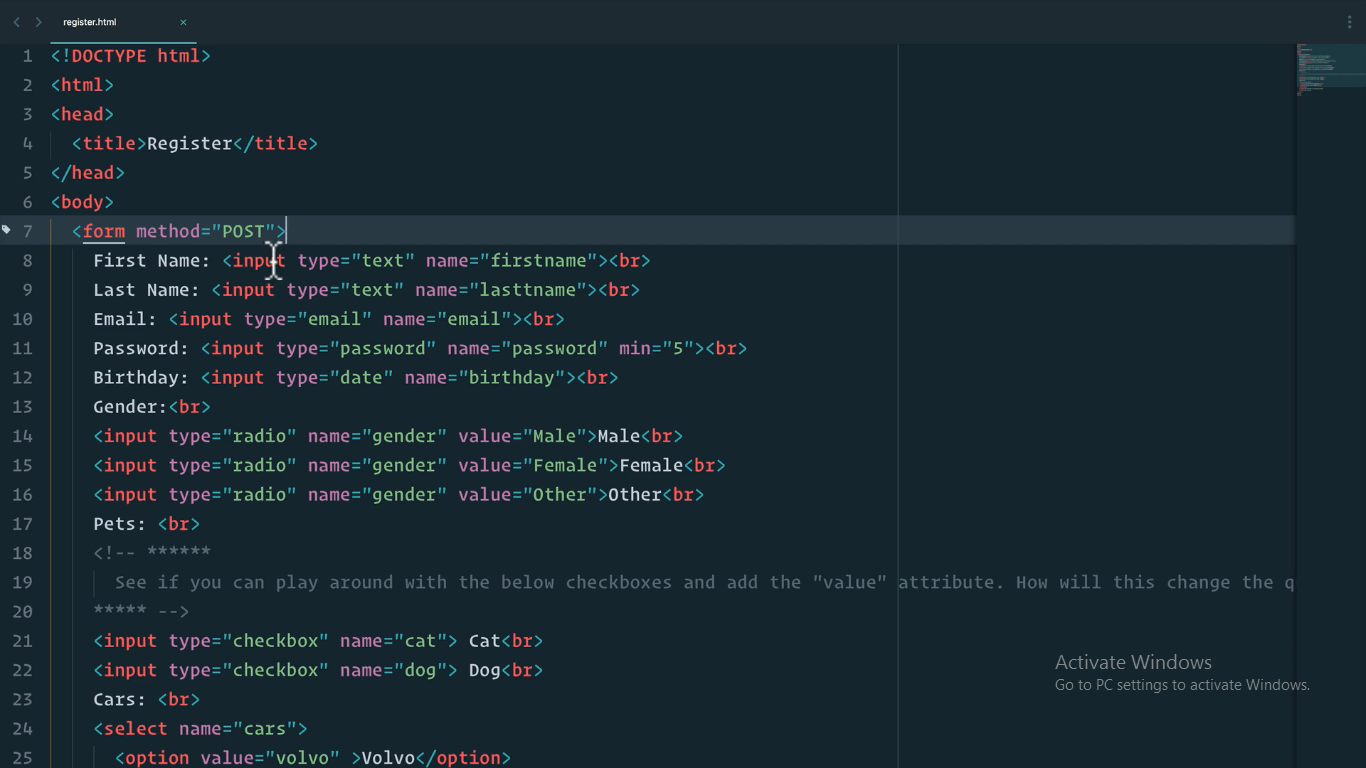 register.html ×
1 <!DOCTYPE html>
2 <html>
3 <head>
4 <title>Register</title>
5 </head>
6 <body>
7 <form method="POST">
8 First Name: <input type="text" name="firstname"><br>
9 Last Name: <input type="text" name="lasttname"><br>
10 Email: <input type="email" name="email"><br>
11 Password: <input type="password" name="password" min="5"><br>
12 Birthday: <input type="date" name="birthday"><br>
13 Gender:<br>
14 <input type="radio" name="gender" value="Male">Male<br>
15 <input type="radio" name="gender" value="Female">Female<br>
16 <input type="radio" name="gender" value="Other">Other<br>
17 Pets: <br>
18 <!-- ******
19 See if you can play around with the below checkboxes and add the "value" attribute. How will this change the q
20 ***** -->
21 <input type="checkbox" name="cat"> Cat<br>
22 <input type="checkbox" name="dog"> Dog<br>
23 Cars: <br>
24 <select name="cars">
25 <option value="volvo" >Volvo</option>
Activate Windows
Go to PC settings to activate Windows.